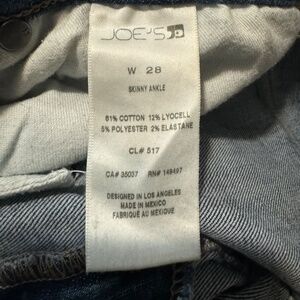 JOE'S
W 28
SKINNY ANKLE
81% COTTON 12% LYOCELL
5% POLYESTER 2% ELASTANE
CL# 517
CA# 35037 RN# 149497
DESIGNED IN LOS ANGELES
MADE IN MEXICO
FABRIQUÉ AU MEXIQUE